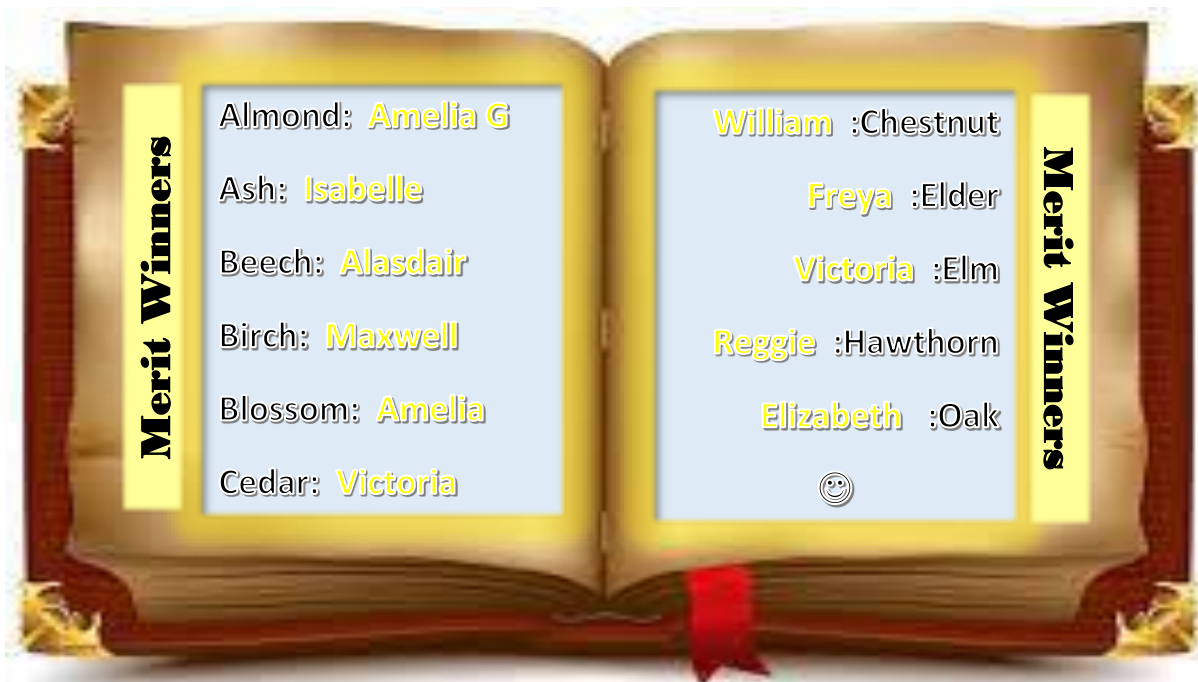 Merit Winners
Almond: Amelia G
Ash: Isabelle
Beech: Alasdair
Birch: Maxwell
Blossom: Amelia
Cedar: Victoria
William :Chestnut
Freya :Elder
Victoria :Elm
Reggie :Hawthorn
Elizabeth :Oak
☺
Merit Winners